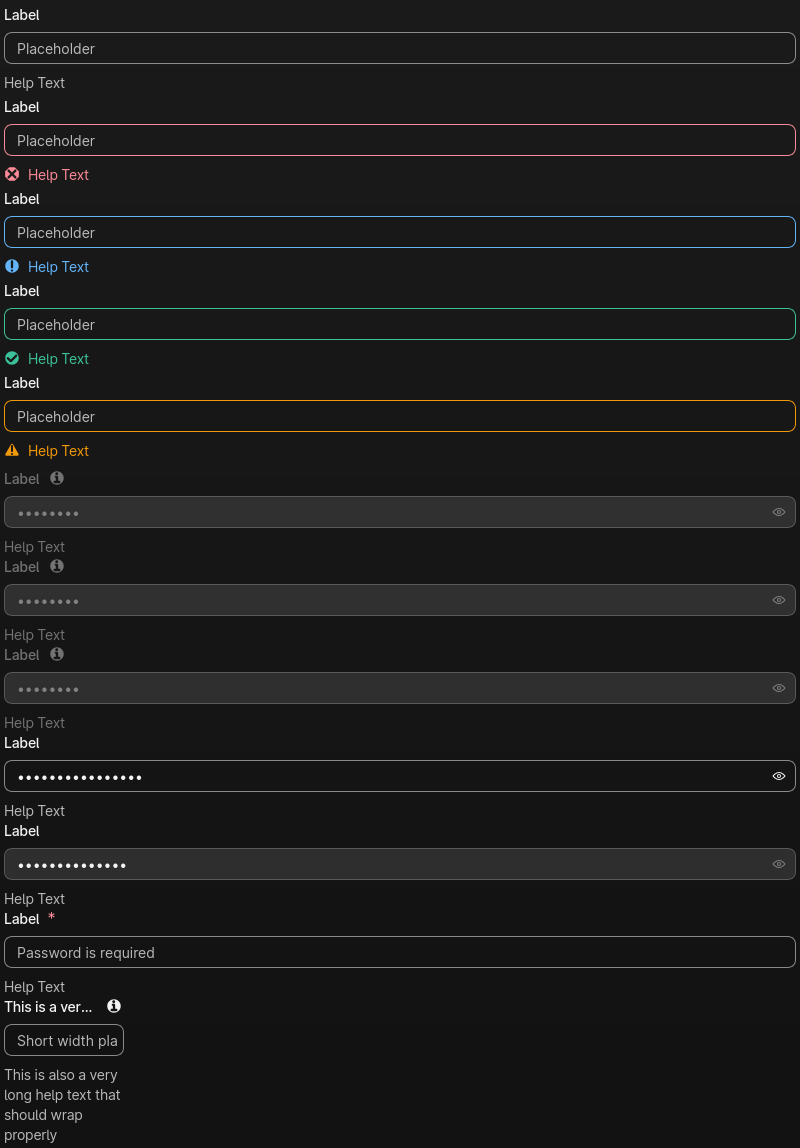 Label
Placeholder
Help Text
Label
Placeholder
Help Text
Label
Placeholder
Help Text
Label
Placeholder
Help Text
Label
Placeholder
Help Text
Label
••••••••
Help Text
Label
••••••••
Help Text
Label
••••••••
Help Text
Label
••••••••••••••••
Help Text
Label
••••••••••••••
Help Text
Label *
Password is required
Help Text
This is a ver...
Short width pla
This is also a very
long help text that
should wrap
properly